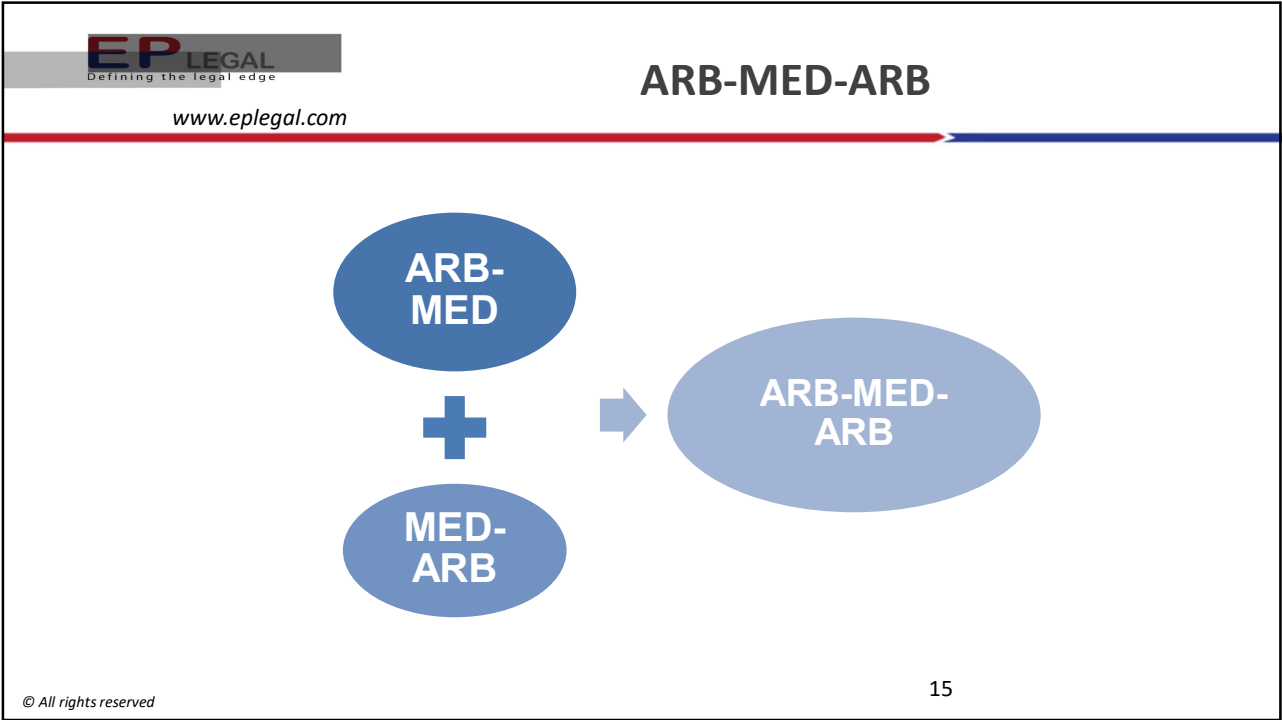 EP LEGAL
Defining the legal edge
www.eplegal.com
ARB-MED-ARB
ARB-
MED
MED-
ARB
ARB-MED-
ARB
© All rights reserved
15